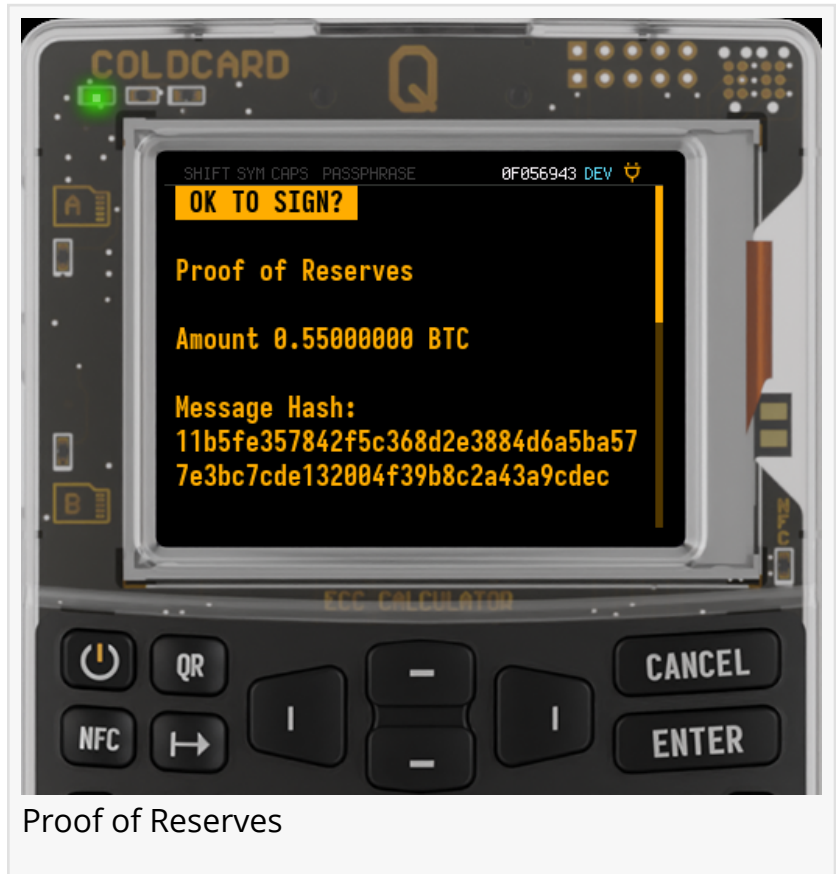 COLDCARD Q
A
SHIFT SYM CAPS PASSPHRASE 0F056943 DEV
OK TO SIGN?
Proof of Reserves
Amount 0.55000000 BTC
Message Hash:
11b5fe357842f5c368d2e3884d6a5ba57
7e3bc7cde132004f39b8c2a43a9cdec
B
NFC
ECC CALCULATOR
QR
CANCEL
NFC
ENTER
Proof of Reserves